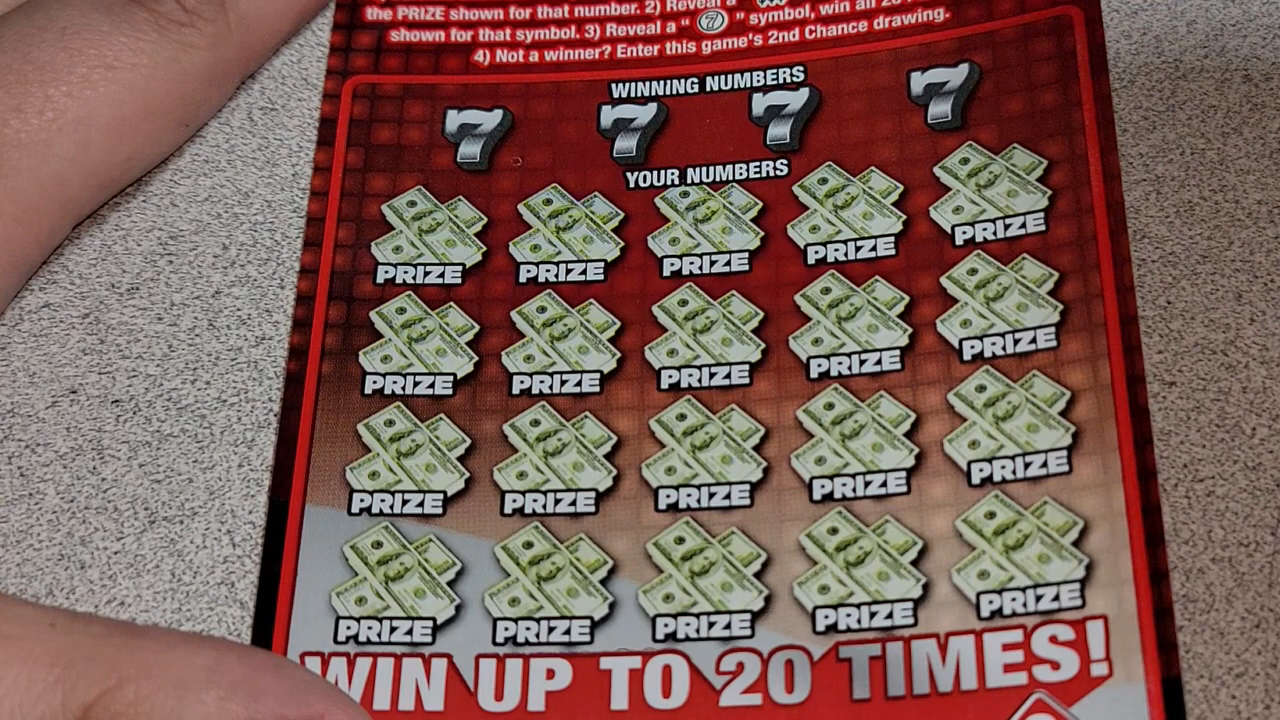 the PRIZE shown for that number. 2) Reveal a
shown for that symbol. 3) Reveal a " 7 " symbol, win all 20
4) Not a winner? Enter this game's 2nd Chance drawing.
WINNING NUMBERS
7 7 7 7
YOUR NUMBERS
PRIZE PRIZE PRIZE PRIZE PRIZE
PRIZE PRIZE PRIZE PRIZE PRIZE
PRIZE PRIZE PRIZE PRIZE PRIZE
PRIZE PRIZE PRIZE PRIZE PRIZE
WIN UP TO 20 TIMES!